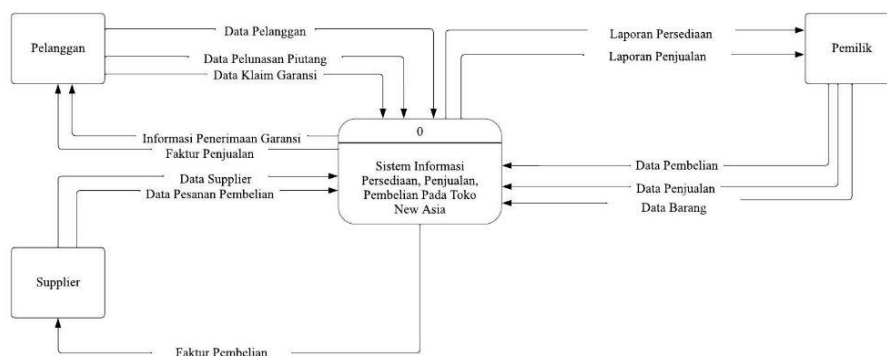 Data Pelanggan
Pelanggan
Data Pelunasan Piutang
Data Klaim Garansi
Informasi Penerimaan Garansi
Faktur Penjualan
Laporan Persediaan
Laporan Penjualan
Pemilik
0
Sistem Informasi
Persediaan, Penjualan,
Pembelian Pada Toko
New Asia
Data Pembelian
Data Penjualan
Data Barang
Data Supplier
Data Pesanan Pembelian
Supplier
Faktur Pembelian